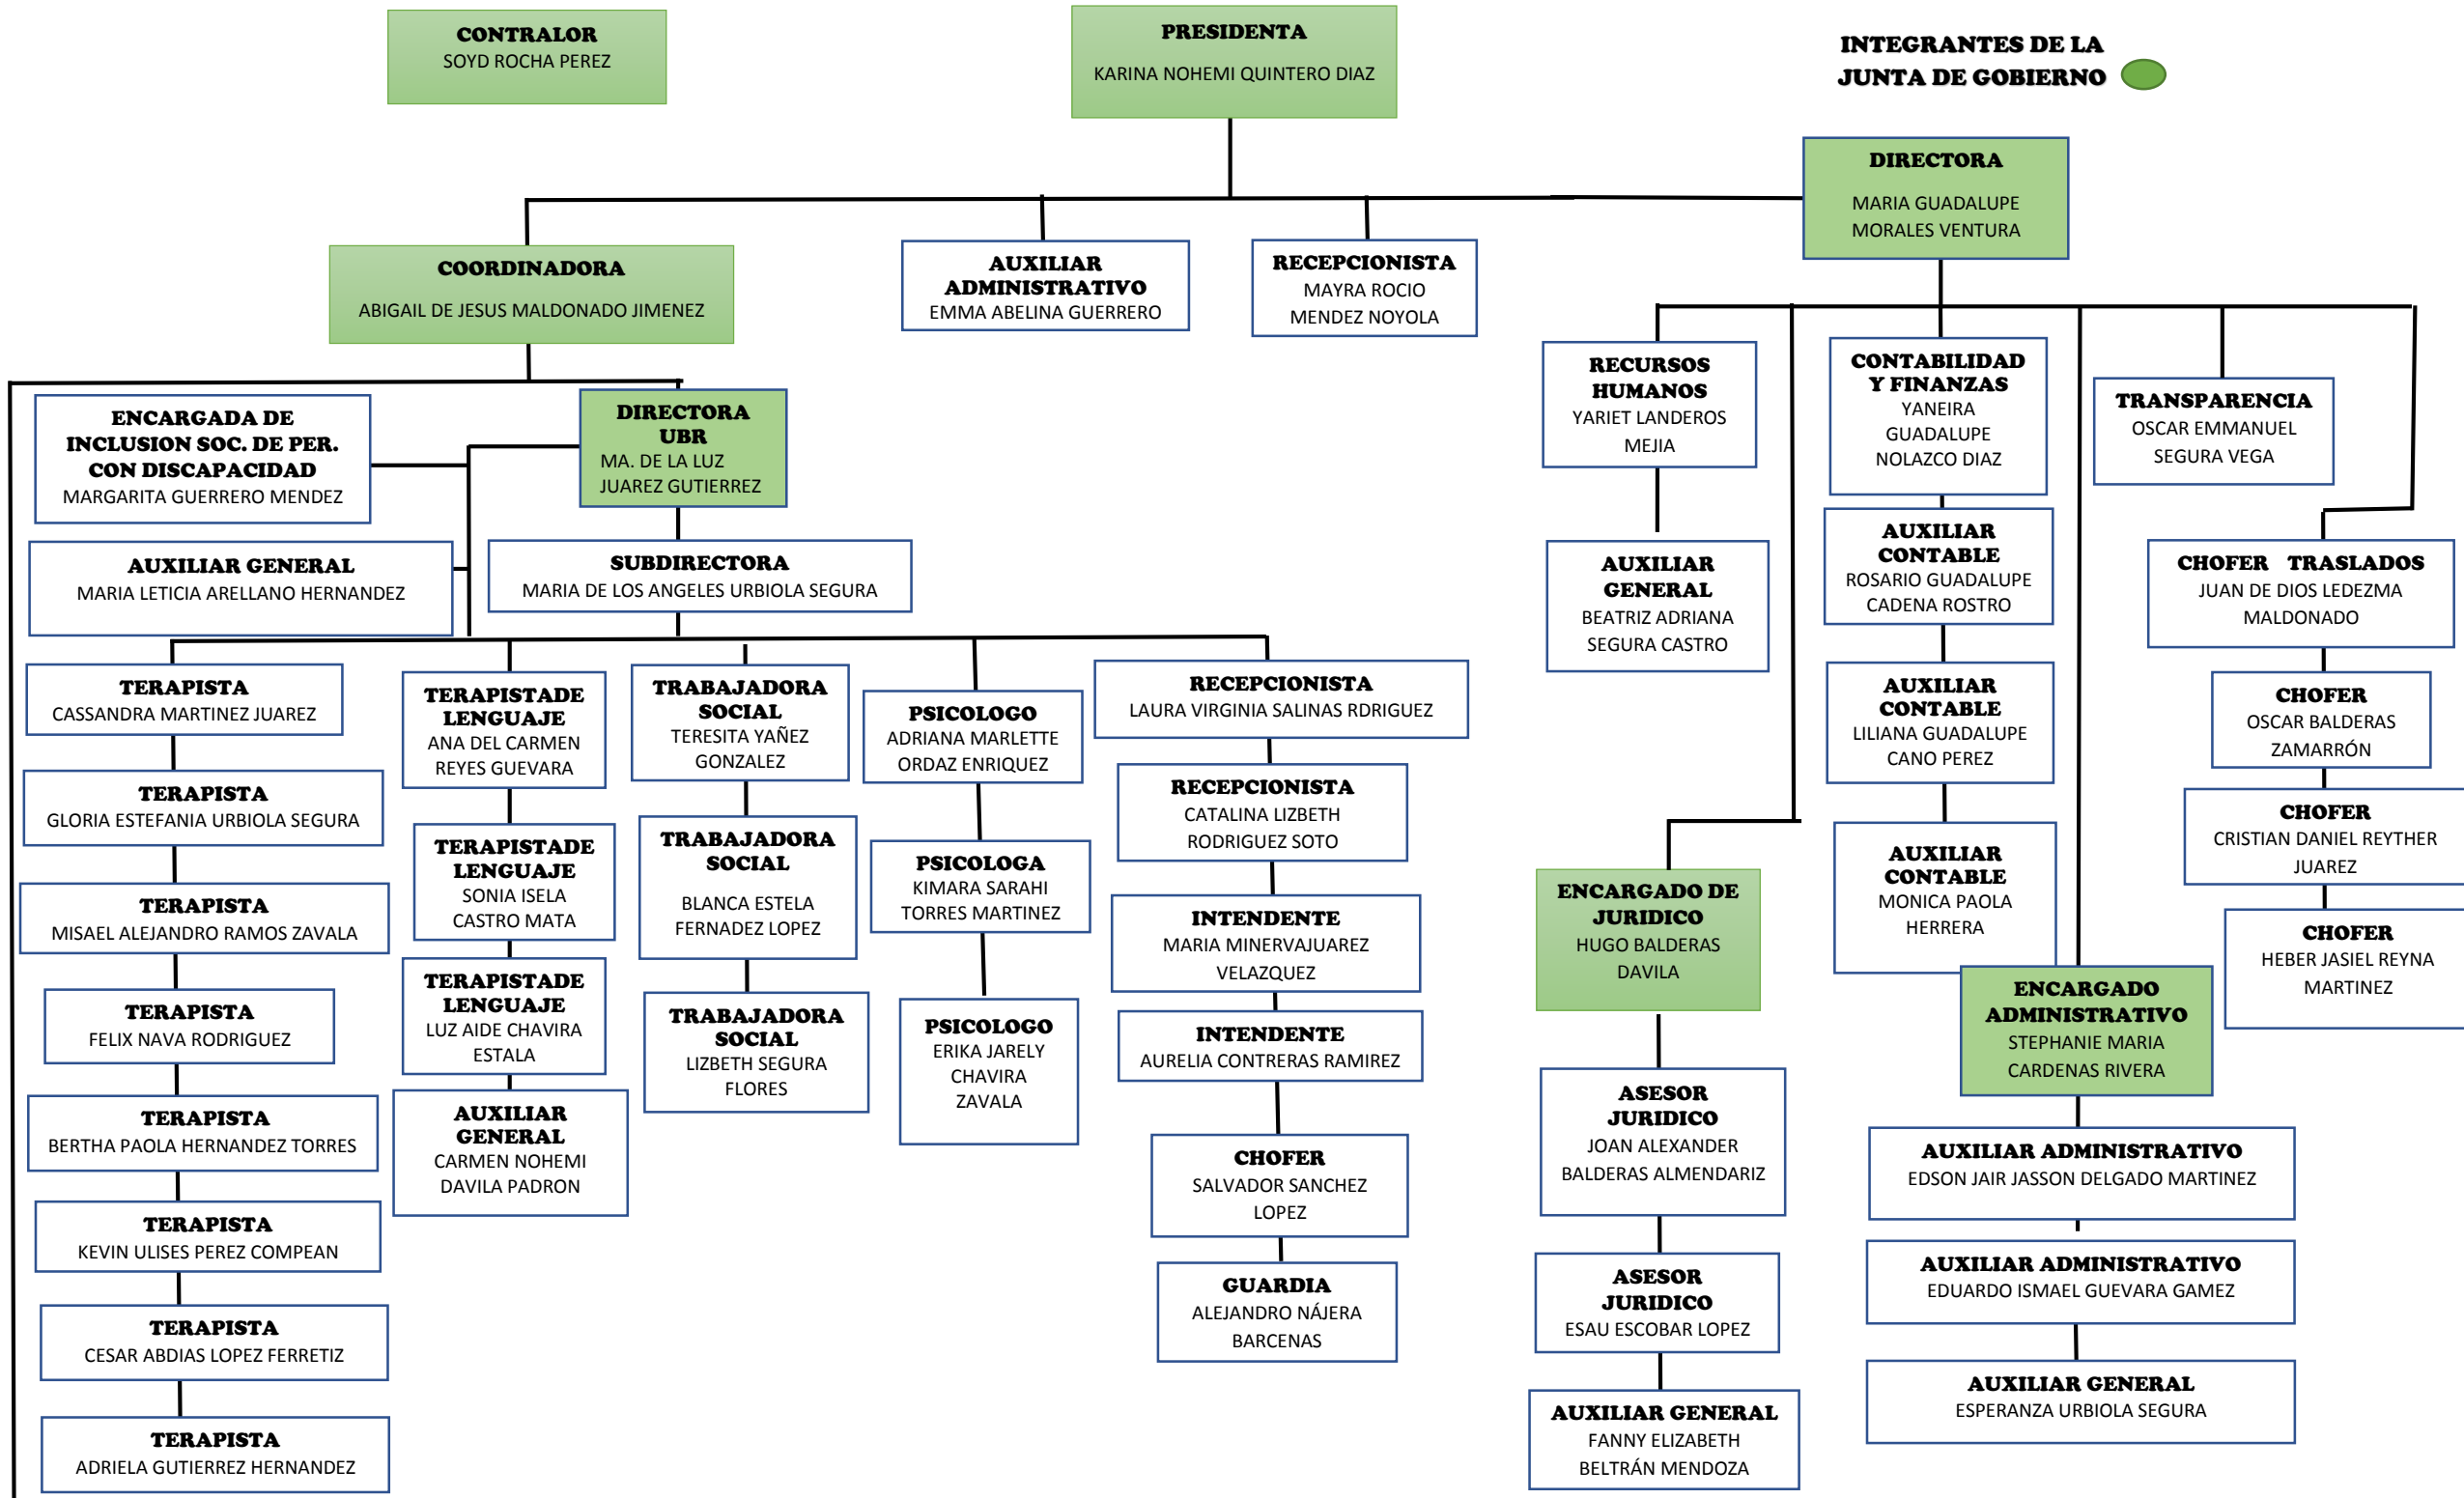 CONTRALOR
SOYD ROCHA PEREZ
PRESIDENTA
KARINA NOHEMI QUINTERO DIAZ
INTEGRANTES DE LA
JUNTA DE GOBIERNO
DIRECTORA
MARIA GUADALUPE
MORALES VENTURA
COORDINADORA
ABIGAIL DE JESUS MALDONADO JIMENEZ
AUXILIAR
ADMINISTRATIVO
EMMA ABELINA GUERRERO
RECEPCIONISTA
MAYRA ROCIO
MENDEZ NOYOLA
RECURSOS
HUMANOS
YARIET LANDEROS
MEJIA
CONTABILIDAD
Y FINANZAS
YANEIRA
GUADALUPE
NOLAZCO DIAZ
TRANSPARENCIA
OSCAR EMMANUEL
SEGURA VEGA
ENCARGADA DE
INCLUSION SOC. DE PER.
CON DISCAPACIDAD
MARGARITA GUERRERO MENDEZ
DIRECTORA
UBR
MA. DE LA LUZ
JUAREZ GUTIERREZ
AUXILIAR GENERAL
MARIA LETICIA ARELLANO HERNANDEZ
SUBDIRECTORA
MARIA DE LOS ANGELES URBIOLA SEGURA
AUXILIAR
GENERAL
BEATRIZ ADRIANA
SEGURA CASTRO
AUXILIAR
CONTABLE
ROSARIO GUADALUPE
CADENA ROSTRO
CHOFER TRASLADOS
JUAN DE DIOS LEDEZMA
MALDONADO
TERAPISTA
CASSANDRA MARTINEZ JUAREZ
TERAPISTADE
LENGUAJE
ANA DEL CARMEN
REYES GUEVARA
TRABAJADORA
SOCIAL
TERESITA YAÑEZ
GONZALEZ
PSICOLOGO
ADRIANA MARLETTE
ORDAZ ENRIQUEZ
RECEPCIONISTA
LAURA VIRGINIA SALINAS RDRIGUEZ
AUXILIAR
CONTABLE
LILIANA GUADALUPE
CANO PEREZ
CHOFER
OSCAR BALDERAS
ZAMARRÓN
TERAPISTA
GLORIA ESTEFANIA URBIOLA SEGURA
TERAPISTADE
LENGUAJE
SONIA ISELA
CASTRO MATA
TRABAJADORA
SOCIAL
BLANCA ESTELA
FERNADEZ LOPEZ
PSICOLOGA
KIMARA SARAHI
TORRES MARTINEZ
RECEPCIONISTA
CATALINA LIZBETH
RODRIGUEZ SOTO
CHOFER
CRISTIAN DANIEL REYTHER
JUAREZ
TERAPISTA
MISAEL ALEJANDRO RAMOS ZAVALA
INTENDENTE
MARIA MINERVAJUAREZ
VELAZQUEZ
ENCARGADO DE
JURIDICO
HUGO BALDERAS
DAVILA
AUXILIAR
CONTABLE
MONICA PAOLA
HERRERA
CHOFER
HEBER JASIEL REYNA
MARTINEZ
TERAPISTA
FELIX NAVA RODRIGUEZ
TERAPISTADE
LENGUAJE
LUZ AIDE CHAVIRA
ESTALA
TRABAJADORA
SOCIAL
LIZBETH SEGURA
FLORES
PSICOLOGO
ERIKA JARELY
CHAVIRA
ZAVALA
INTENDENTE
AURELIA CONTRERAS RAMIREZ
ENCARGADO
ADMINISTRATIVO
STEPHANIE MARIA
CARDENAS RIVERA
TERAPISTA
BERTHA PAOLA HERNANDEZ TORRES
AUXILIAR
GENERAL
CARMEN NOHEMI
DAVILA PADRON
CHOFER
SALVADOR SANCHEZ
LOPEZ
ASESOR
JURIDICO
JOAN ALEXANDER
BALDERAS ALMENDARIZ
AUXILIAR ADMINISTRATIVO
EDSON JAIR JASSON DELGADO MARTINEZ
TERAPISTA
KEVIN ULISES PEREZ COMPEAN
GUARDIA
ALEJANDRO NÁJERA
BARCENAS
ASESOR
JURIDICO
ESAU ESCOBAR LOPEZ
AUXILIAR ADMINISTRATIVO
EDUARDO ISMAEL GUEVARA GAMEZ
TERAPISTA
CESAR ABDIAS LOPEZ FERRETIZ
AUXILIAR GENERAL
FANNY ELIZABETH
BELTRÁN MENDOZA
AUXILIAR GENERAL
ESPERANZA URBIOLA SEGURA
TERAPISTA
ADRIELA GUTIERREZ HERNANDEZ